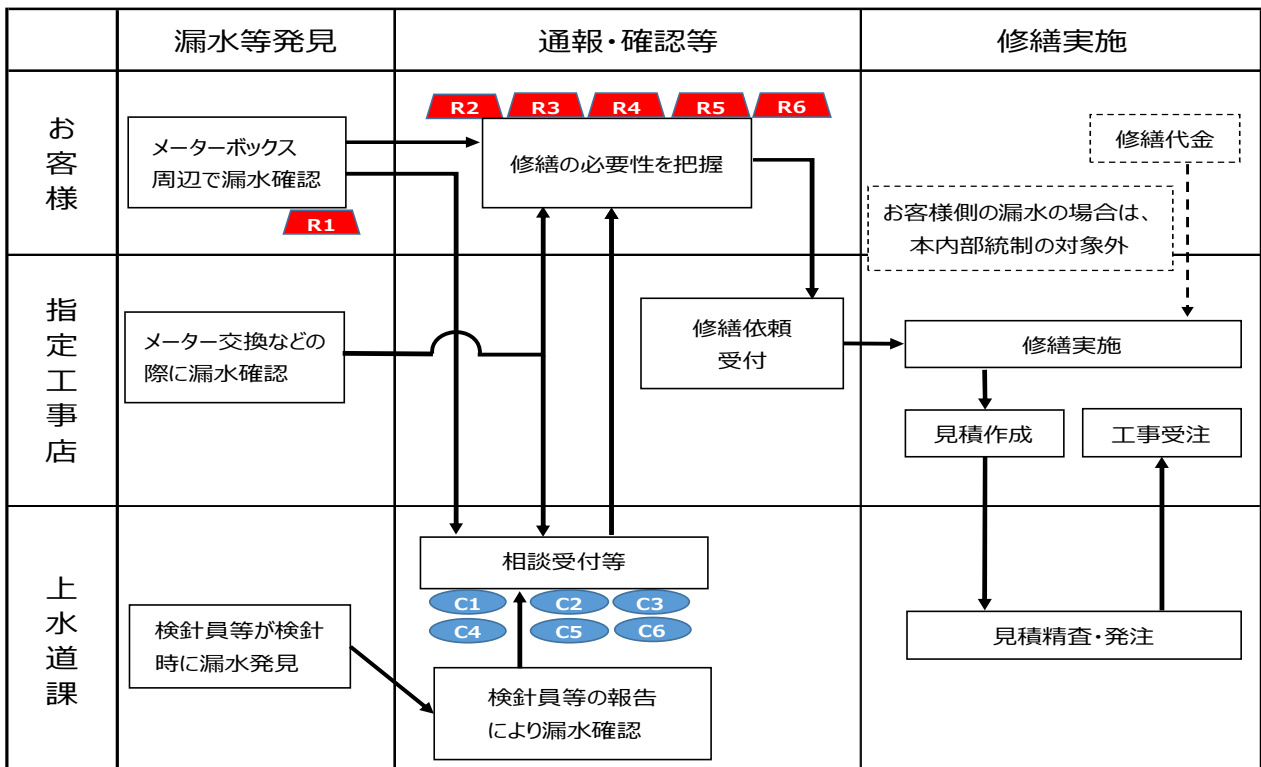 漏水等発見
通報・確認等
修繕実施
お客様
メーターボックス
周辺で漏水確認
R1
R2
R3
R4
R5
R6
修繕の必要性を把握
修繕代金
お客様側の漏水の場合は、
本内部統制の対象外
指定工事店
メーター交換などの
際に漏水確認
修繕依頼
受付
修繕実施
見積作成
工事受注
上水道課
検針員等が検針
時に漏水発見
相談受付等
C1
C2
C3
C4
C5
C6
検針員等の報告
により漏水確認
見積精査・発注